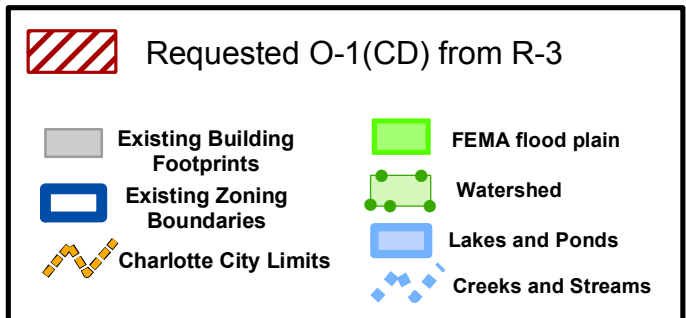 Requested O-1(CD) from R-3
Existing Building
Footprints
Existing Zoning
Boundaries
Charlotte City Limits
FEMA flood plain
Watershed
Lakes and Ponds
Creeks and Streams